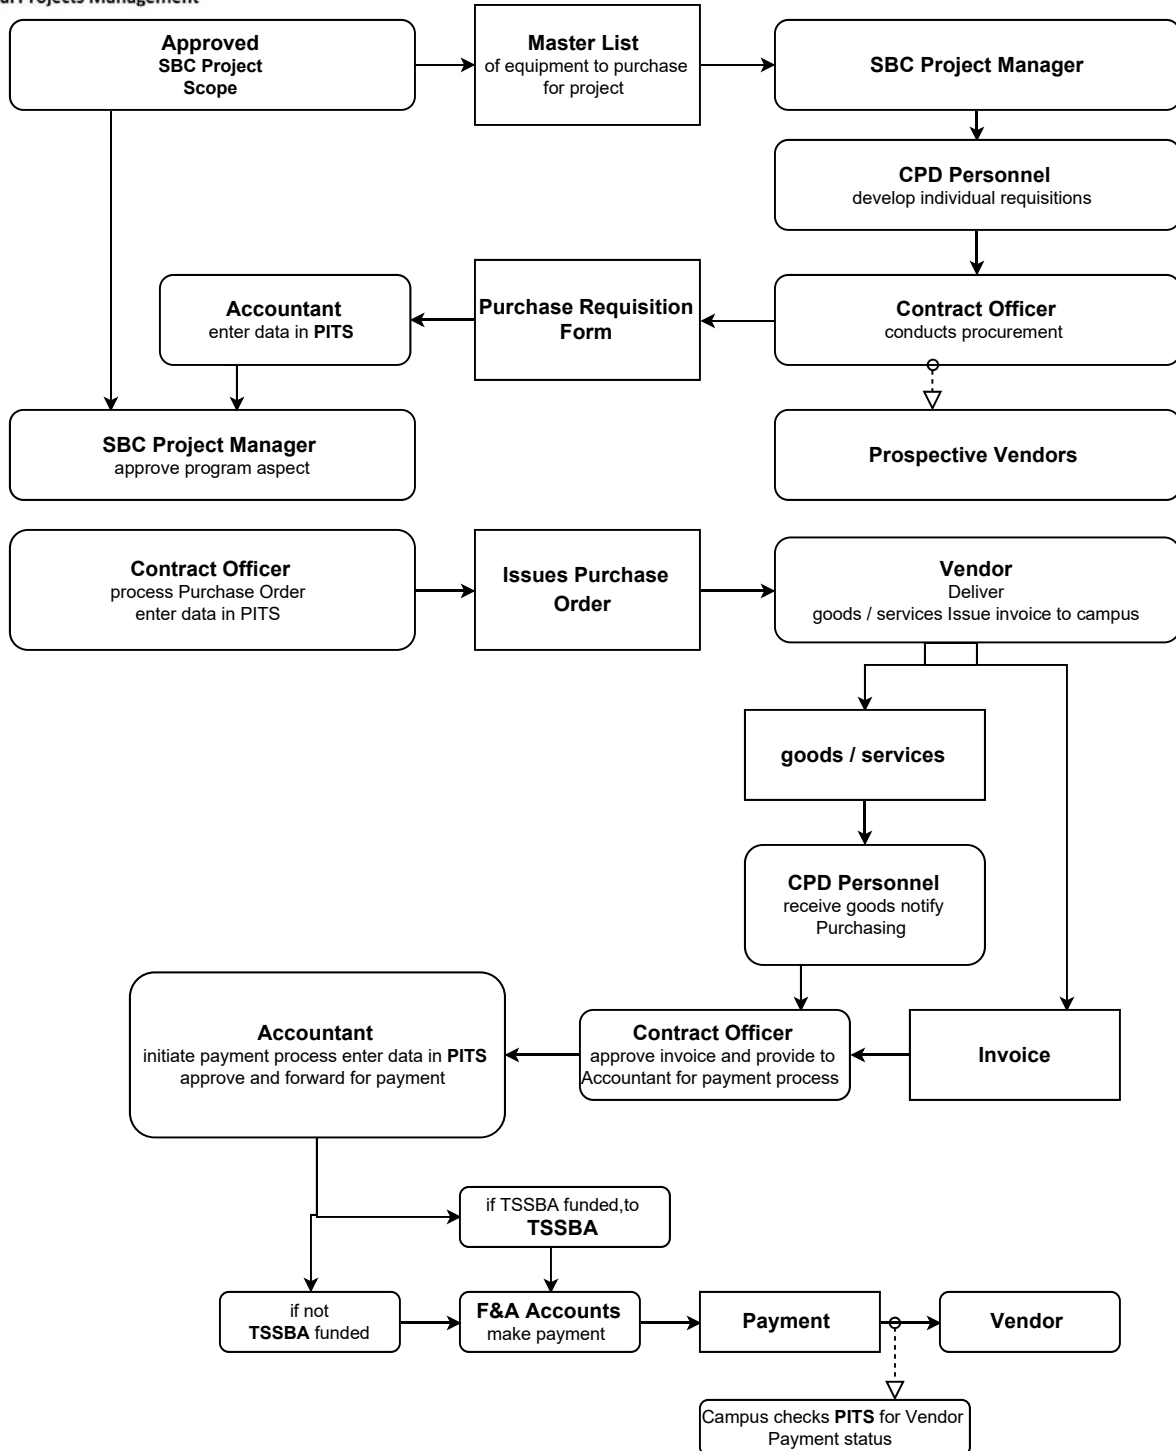 Projects Management
Approved
SBC Project
Scope
Master List
of equipment to purchase
for project
SBC Project Manager
CPD Personnel
develop individual requisitions
Accountant
enter data in PITS
Purchase Requisition
Form
Contract Officer
conducts procurement
SBC Project Manager
approve program aspect
Prospective Vendors
Contract Officer
process Purchase Order
enter data in PITS
Issues Purchase
Order
Vendor
Deliver
goods / services Issue invoice to campus
goods / services
CPD Personnel
receive goods notify
Purchasing
Accountant
initiate payment process enter data in PITS
approve and forward for payment
Contract Officer
approve invoice and provide to
Accountant for payment process
Invoice
if TSSBA funded,to
TSSBA
if not
TSSBA funded
F&A Accounts
make payment
Payment
Vendor
Campus checks PITS for Vendor
Payment status